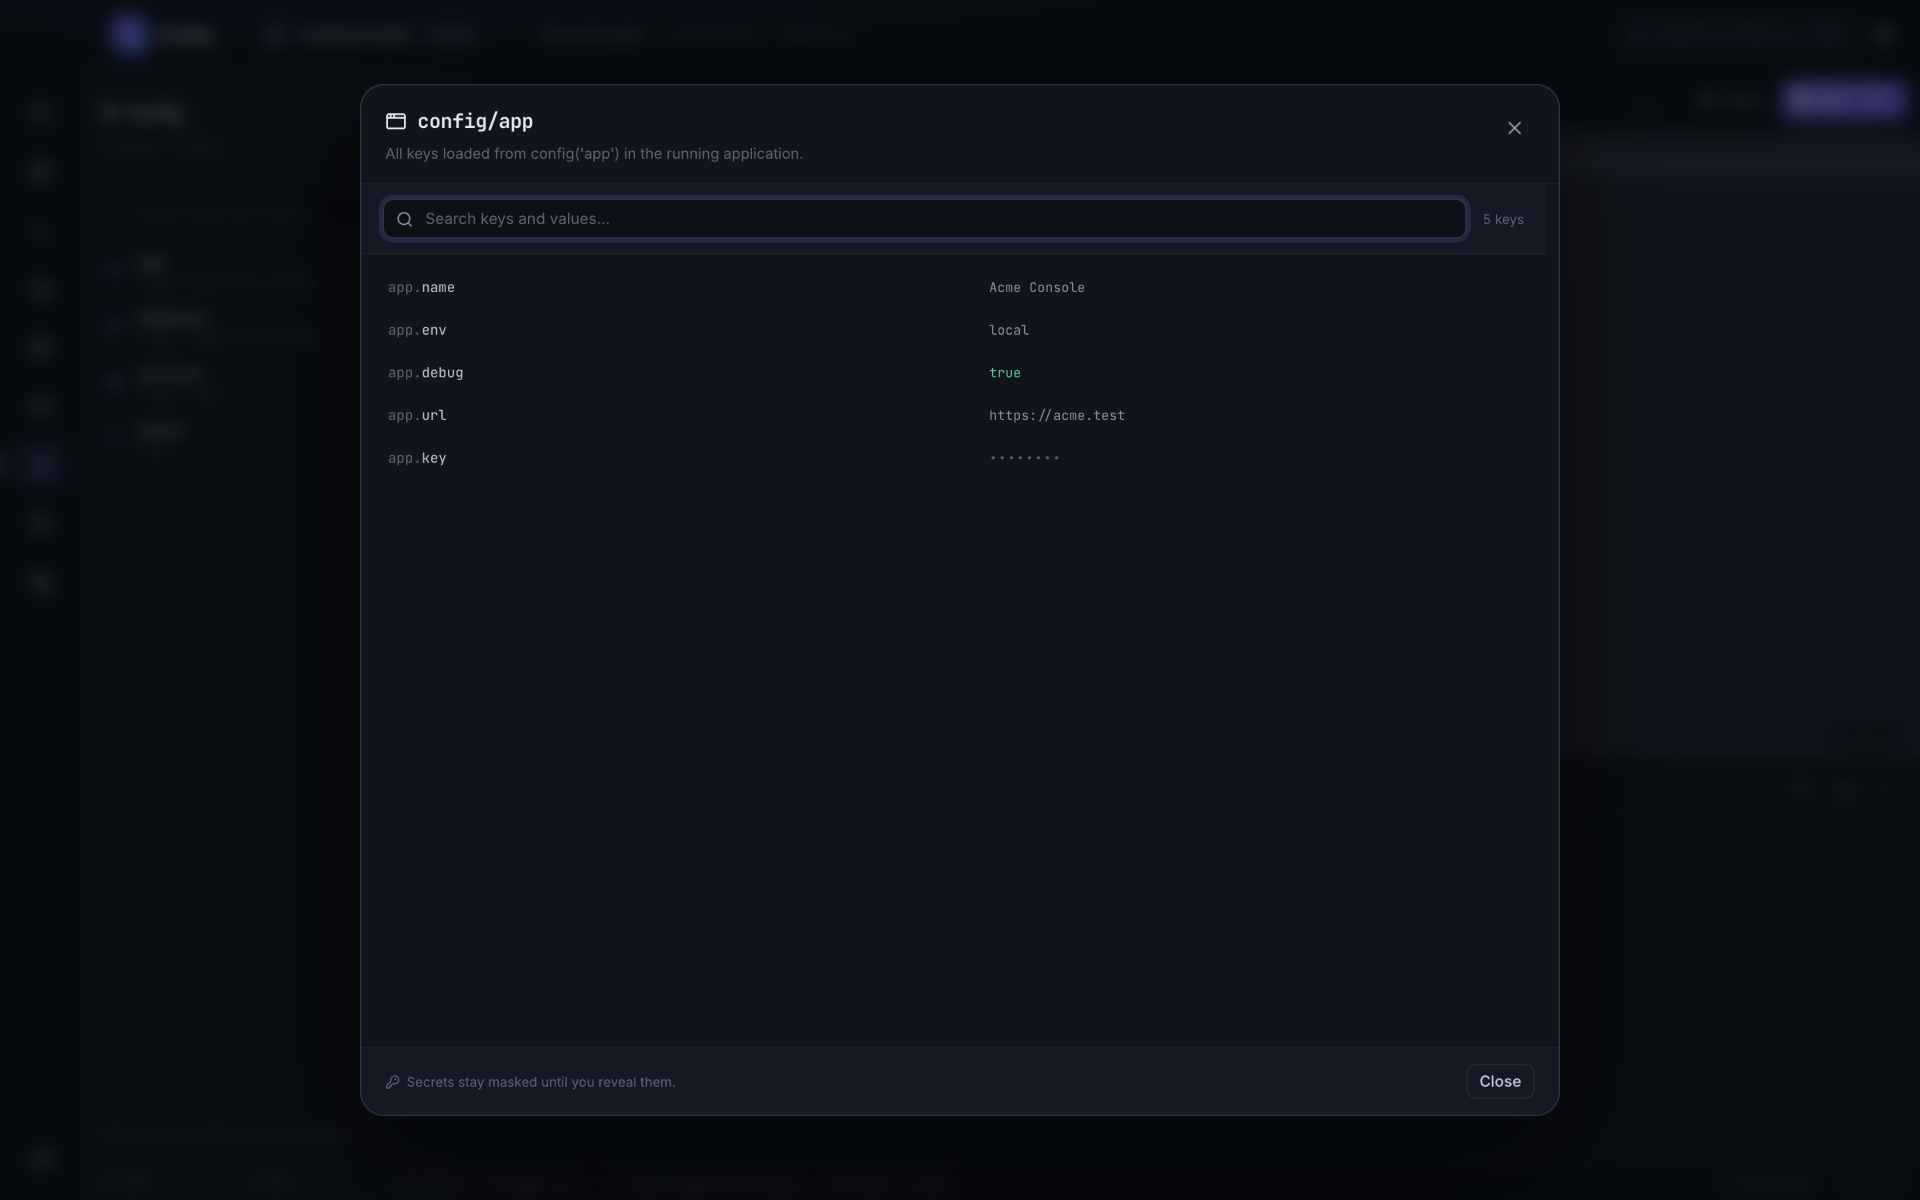 config/app
All keys loaded from config('app') in the running application.
Search keys and values...
5 keys
app.name
Acme Console
app.env
local
app.debug
true
app.url
https://acme.test
app.key
••••••••
Secrets stay masked until you reveal them.
Close